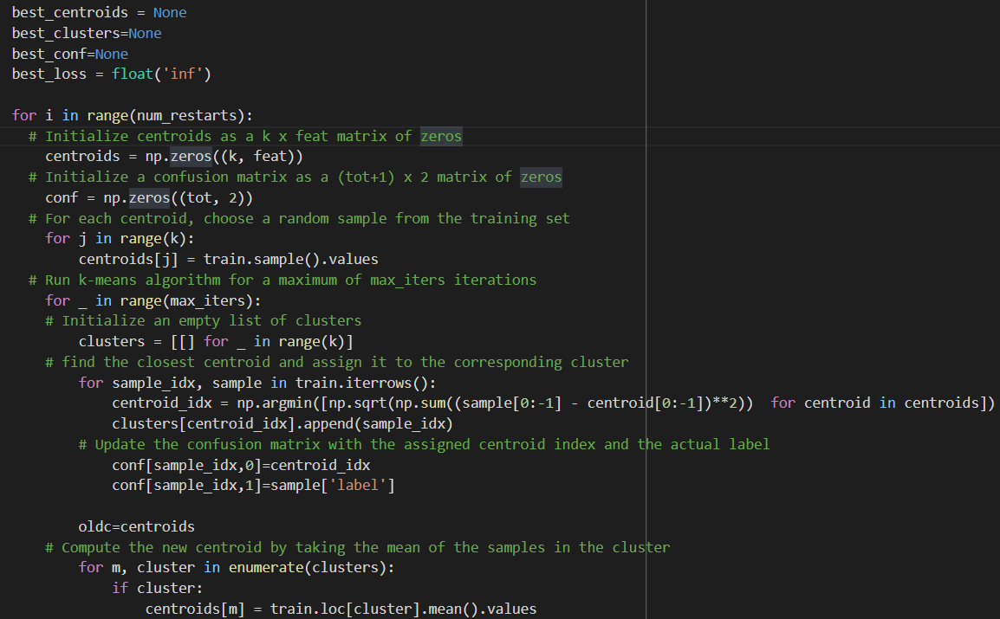 best_centroids = None
best_clusters=None
best_conf=None
best_loss = float('inf')

for i in range(num_restarts):
  # Initialize centroids as a k x feat matrix of zeros
    centroids = np.zeros((k, feat))
  # Initialize a confusion matrix as a (tot+1) x 2 matrix of zeros
    conf = np.zeros((tot, 2))
  # For each centroid, choose a random sample from the training set
    for j in range(k):
        centroids[j] = train.sample().values
  # Run k-means algorithm for a maximum of max_iters iterations
    for _ in range(max_iters):
    # Initialize an empty list of clusters
        clusters = [[] for _ in range(k)]
    # find the closest centroid and assign it to the corresponding cluster
        for sample_idx, sample in train.iterrows():
            centroid_idx = np.argmin([np.sqrt(np.sum((sample[0:-1] - centroid[0:-1])**2))  for centroid in centroids])
            clusters[centroid_idx].append(sample_idx)
        # Update the confusion matrix with the assigned centroid index and the actual label
            conf[sample_idx,0]=centroid_idx
            conf[sample_idx,1]=sample['label']

        oldc=centroids
    # Compute the new centroid by taking the mean of the samples in the cluster
        for m, cluster in enumerate(clusters):
            if cluster:
                centroids[m] = train.loc[cluster].mean().values